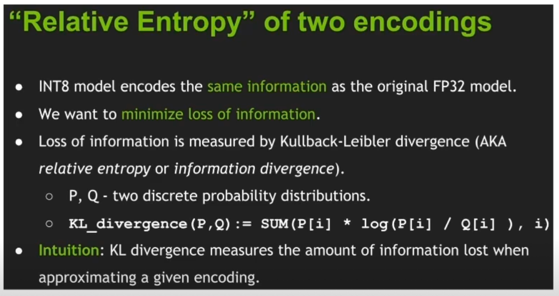 “Relative Entropy” of two encodings
● INT8 model encodes the same information as the original FP32 model.
● We want to minimize loss of information.
● Loss of information is measured by Kullback-Leibler divergence (AKA
relative entropy or information divergence).
○ P, Q - two discrete probability distributions.
○ KL_divergence(P,Q):= SUM(P[i] * log(P[i] / Q[i] ), i)
● Intuition: KL divergence measures the amount of information lost when
approximating a given encoding.